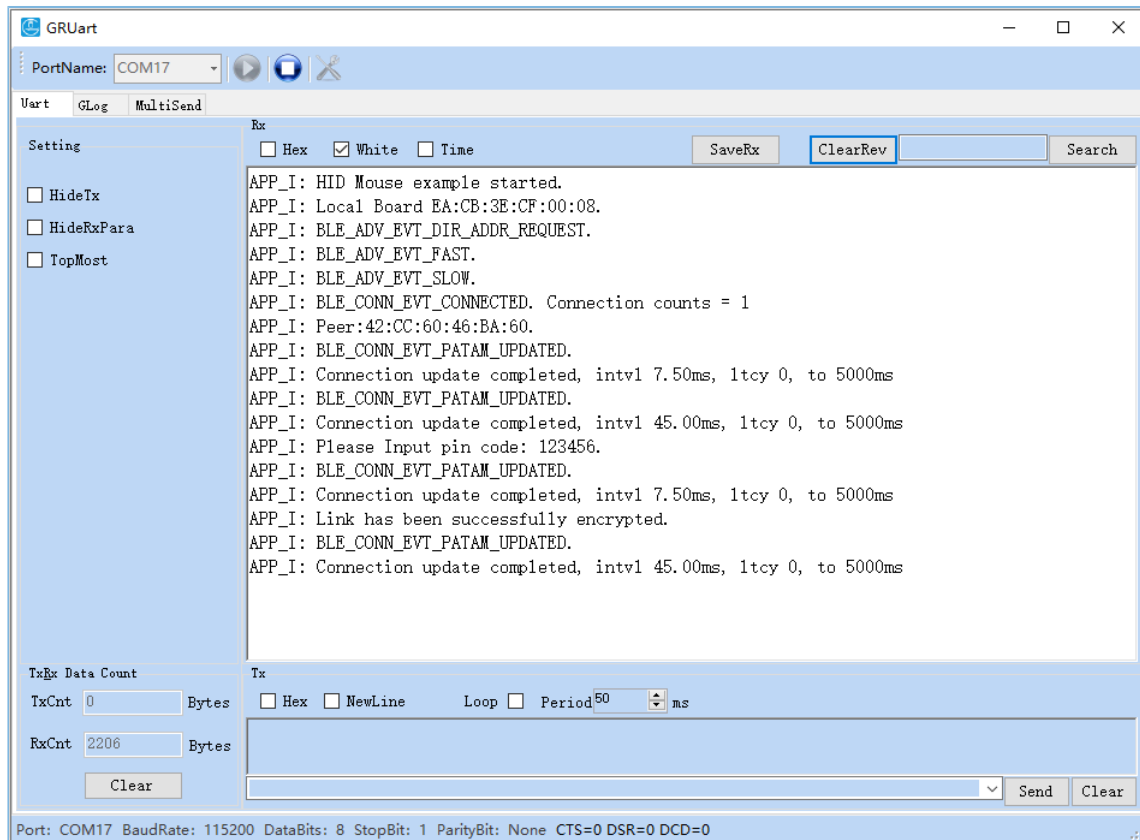 GRUart
PortName: COM17
Uart GLog MultiSend
Setting
HideTx
HideRxPara
TopMost
Rx
Hex White Time SaveRx ClearRev Search
APP_I: HID Mouse example started.
APP_I: Local Board EA:CB:3E:CF:00:08.
APP_I: BLE_ADV_EVT_DIR_ADDR_REQUEST.
APP_I: BLE_ADV_EVT_FAST.
APP_I: BLE_ADV_EVT_SLOW.
APP_I: BLE_CONN_EVT_CONNECTED. Connection counts = 1
APP_I: Peer:42:CC:60:46:BA:60.
APP_I: BLE_CONN_EVT_PATAM_UPDATED.
APP_I: Connection update completed, intvl 7.50ms, ltcy 0, to 5000ms
APP_I: BLE_CONN_EVT_PATAM_UPDATED.
APP_I: Connection update completed, intvl 45.00ms, ltcy 0, to 5000ms
APP_I: Please Input pin code: 123456.
APP_I: BLE_CONN_EVT_PATAM_UPDATED.
APP_I: Connection update completed, intvl 7.50ms, ltcy 0, to 5000ms
APP_I: Link has been successfully encrypted.
APP_I: BLE_CONN_EVT_PATAM_UPDATED.
APP_I: Connection update completed, intvl 45.00ms, ltcy 0, to 5000ms
TxRx Data Count
TxCnt 0 Bytes
RxCnt 2206 Bytes
Clear
Tx
Hex NewLine Loop Period 50 ms
Send Clear
Port: COM17 BaudRate: 115200 DataBits: 8 StopBit: 1 ParityBit: None CTS=0 DSR=0 DCD=0